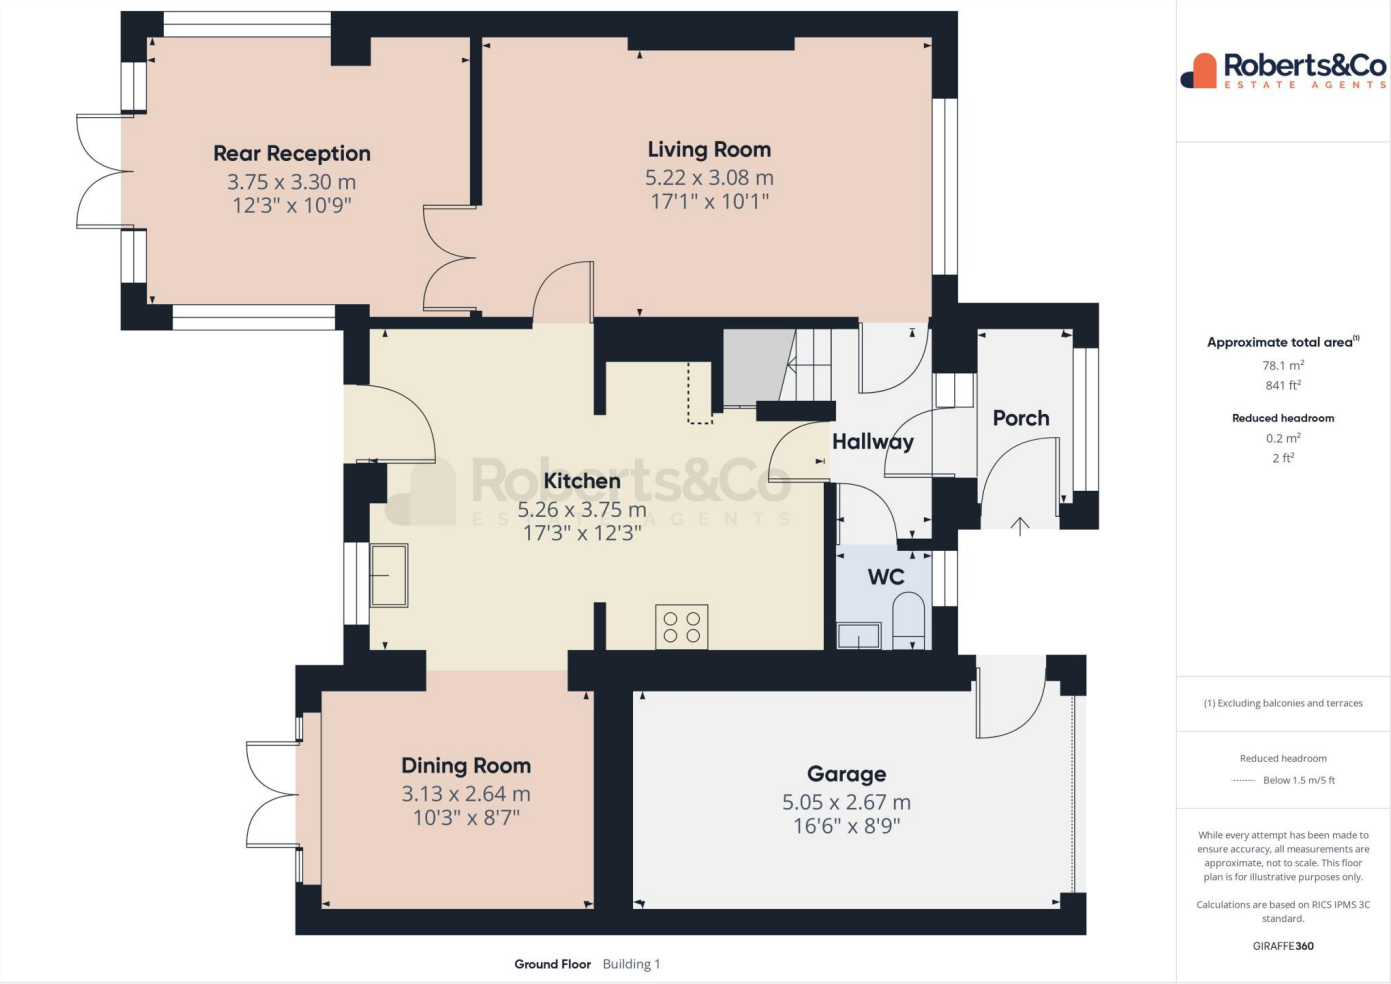 Rear Reception
3.75 x 3.30 m
12'3" x 10'9"
Living Room
5.22 x 3.08 m
17'1" x 10'1"
Porch
Hallway
Roberts&Co
ESTATE AGENTS
Kitchen
5.26 x 3.75 m
17'3" x 12'3"
WC
Dining Room
3.13 x 2.64 m
10'3" x 8'7"
Garage
5.05 x 2.67 m
16'6" x 8'9"
Ground Floor Building 1
Roberts&Co
ESTATE AGENTS
Approximate total area(1)
78.1 m²
841 ft²
Reduced headroom
0.2 m²
2 ft²
(1) Excluding balconies and terraces
Reduced headroom
Below 1.5 m/5 ft
While every attempt has been made to
ensure accuracy, all measurements are
approximate, not to scale. This floor
plan is for illustrative purposes only.
Calculations are based on RICS IPMS 3C
standard.
GIRAFFE360